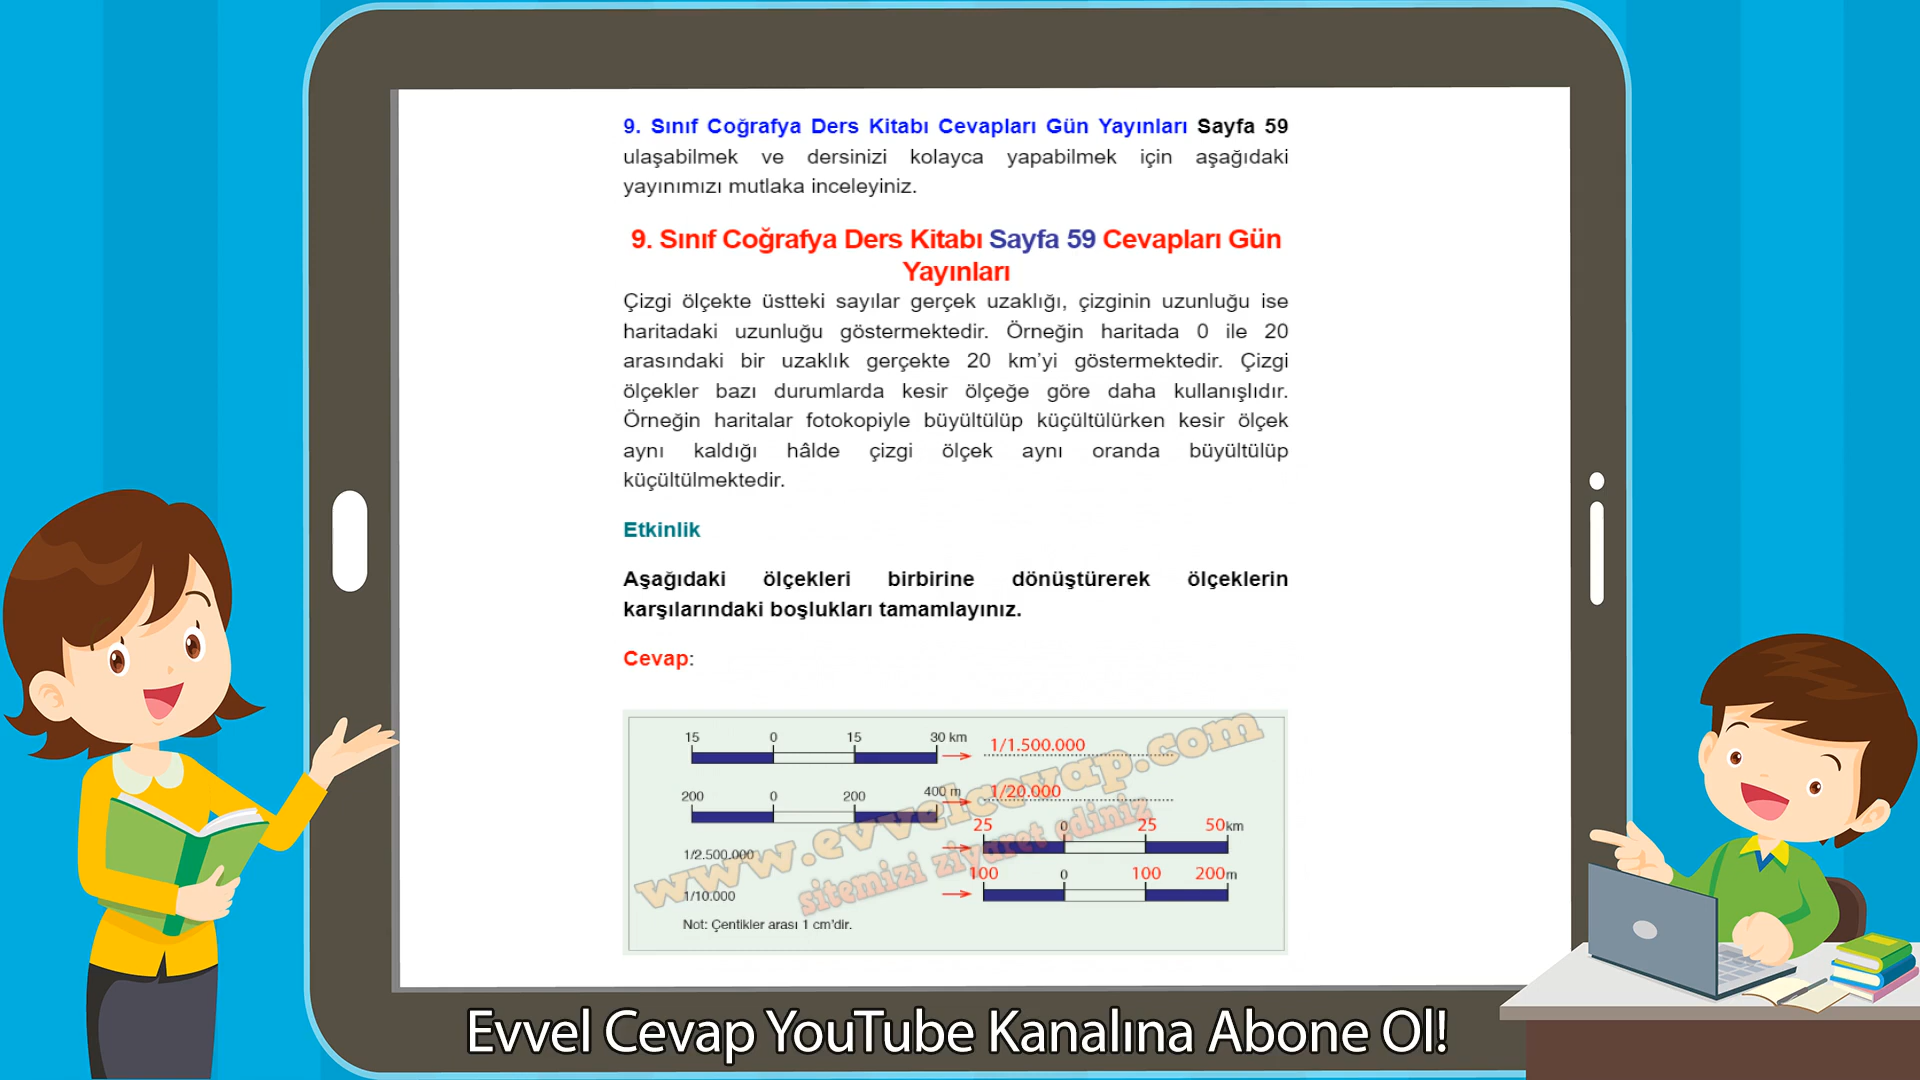 9. Sınıf Coğrafya Ders Kitabı Cevapları Gün Yayınları Sayfa 59
ulaşabilmek ve dersinizi kolayca yapabilmek için aşağıdaki
yayınımızı mutlaka inceleyiniz.
9. Sınıf Coğrafya Ders Kitabı Sayfa 59 Cevapları Gün
Yayınları
Çizgi ölçekte üstteki sayılar gerçek uzaklığı, çizginin uzunluğu ise
haritadaki uzunluğu göstermektedir. Örneğin haritada 0 ile 20
arasındaki bir uzaklık gerçekte 20 km’yi göstermektedir. Çizgi
ölçekler bazı durumlarda kesir ölçeğe göre daha kullanışlıdır.
Örneğin haritalar fotokopiyle büyültülüp küçültülürken kesir ölçek
aynı kaldığı hâlde çizgi ölçek aynı oranda büyültülüp
küçültülmektedir.
Etkinlik
Aşağıdaki ölçekleri birbirine dönüştürerek ölçeklerin
karşılarındaki boşlukları tamamlayınız.
Cevap:
15 0 15 30 km 1/1.500.000
200 0 200 400 m 1/20.000
25 0 25 50km
1/2.500.000
100 0 100 200m
1/10.000
Not: Çentikler arası 1 cm’dir.
www.evvelcevap.com
sitemizi ziyaret ediniz
Evvel Cevap YouTube Kanalına Abone Ol!